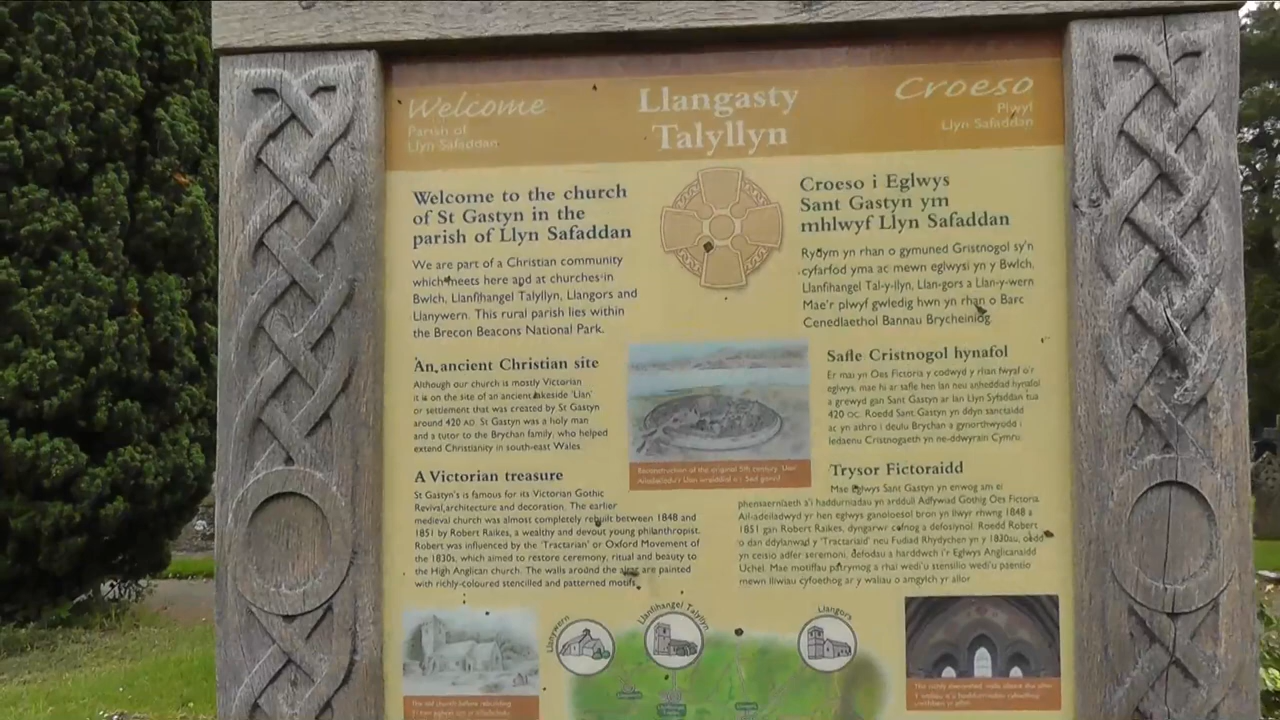 Welcome
Parish of
Llyn Safaddan
Llangasty
Talyllyn
Croeso
Plwyf
Llyn Safaddan
Welcome to the church
of St Gastyn in the
parish of Llyn Safaddan
We are part of a Christian community
which meets here and at churches in
Bwlch, Llanfihangel Talyllyn, Llangors and
Llanywern. This rural parish lies within
the Brecon Beacons National Park.
An ancient Christian site
Although our church is mostly Victorian
it is on the site of an ancient lakeside 'Llan'
or settlement that was created by St Gastyn
around 420 AD. St Gastyn was a holy man
and a tutor to the Brychan family, who helped
extend Christianity in south-east Wales
A Victorian treasure
St Gastyn's is famous for its Victorian Gothic
Revival architecture and decoration. The earlier
medieval church was almost completely rebuilt between 1848 and
1851 by Robert Raikes, a wealthy and devout young philanthropist.
Robert was influenced by the 'Tractarian' or Oxford Movement of
the 1830s, which aimed to restore ceremony, ritual and beauty to
the High Anglican church. The walls around the altar are painted
with richly-coloured stencilled and patterned motifs.
Croeso i Eglwys
Sant Gastyn ym
mhlwyf Llyn Safaddan
Rydym yn rhan o gymuned Gristnogol sy'n
cyfarfod yma ac mewn eglwysi yn y Bwlch,
Llanfihangel Tal-y-llyn, Llan-gors a Llan-y-wern
Mae'r plwyf gwledig hwn yn rhan o Barc
Cenedlaethol Bannau Brycheiniog
Safle Cristnogol hynafol
Er mai yn Oes Fictoria y codwyd y rhan fwyaf o'r
eglwys, mae hi ar safle hen lan neu anheddiad hynafol
a grewyd gan Sant Gastyn ar lan Llyn Syfaddan tua
420 OC. Roedd Sant Gastyn yn ddyn sanctaidd
ac yn athro i deulu Brychan a gynorthwyodd i
ledaenu Cristnogaeth yn ne-ddwyrain Cymru
Trysor Fictoraidd
Mae Eglwys Sant Gastyn yn enwog am ei
phensaernïaeth a'i haddurniadau yn arddull Adfywiad Gothig Oes Fictoria.
Ail-adeiladwyd yr hen eglwys ganoloesol bron yn llwyr rhwng 1848 a
1851 gan Robert Raikes, dyngarwr cefnog a defosiynol. Roedd Robert
o dan ddylanwad y 'Tractariaid' neu Fudiad Rhydychen yn y 1830au, oedd
yn ceisio adfer seremoni, defodau a harddwch i'r Eglwys Anglicanaidd
Uchel. Mae motiffau patrymog a rhai wedi'u stensilio wedi'u paentio
mewn lliwiau cyfoethog ar y waliau o amgylch yr allor
Reconstruction of the original 5th century 'Llan'
Llanywern
Llanfihangel Talyllyn
Llangors
The old church before rebuilding